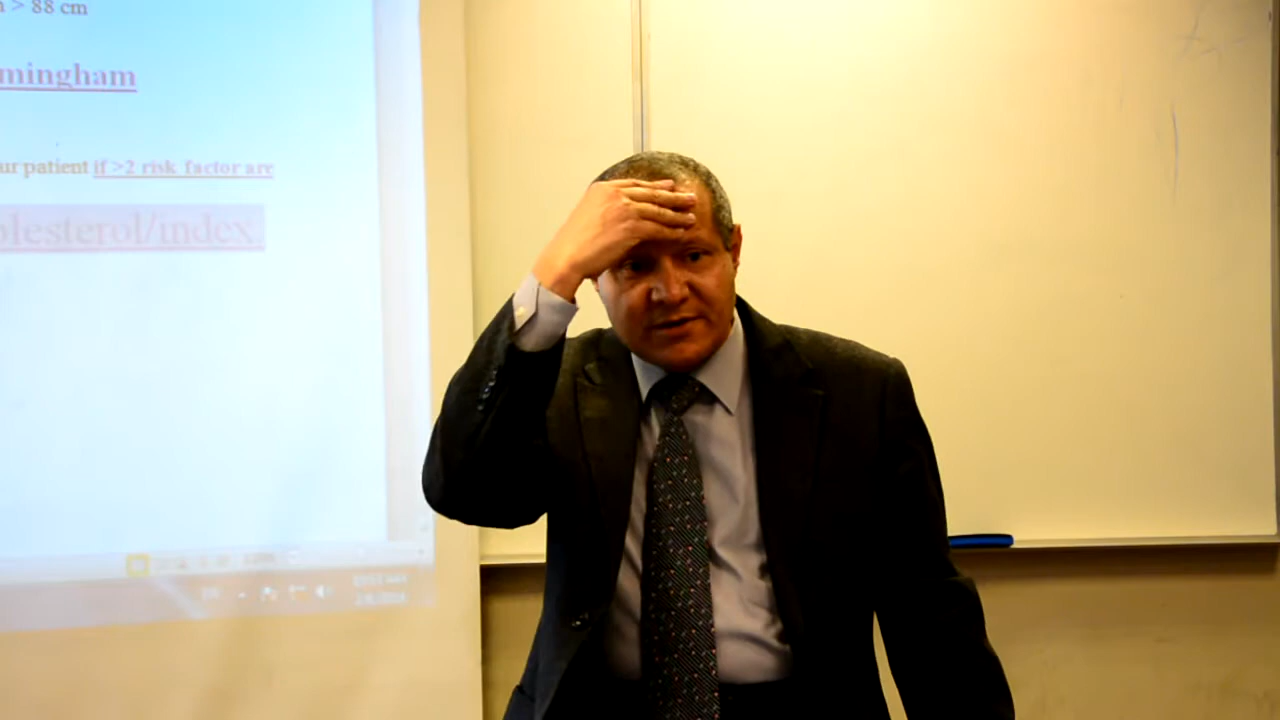 > 88 cm
mingham
ur patient if >2 risk factor are
olesterol/index